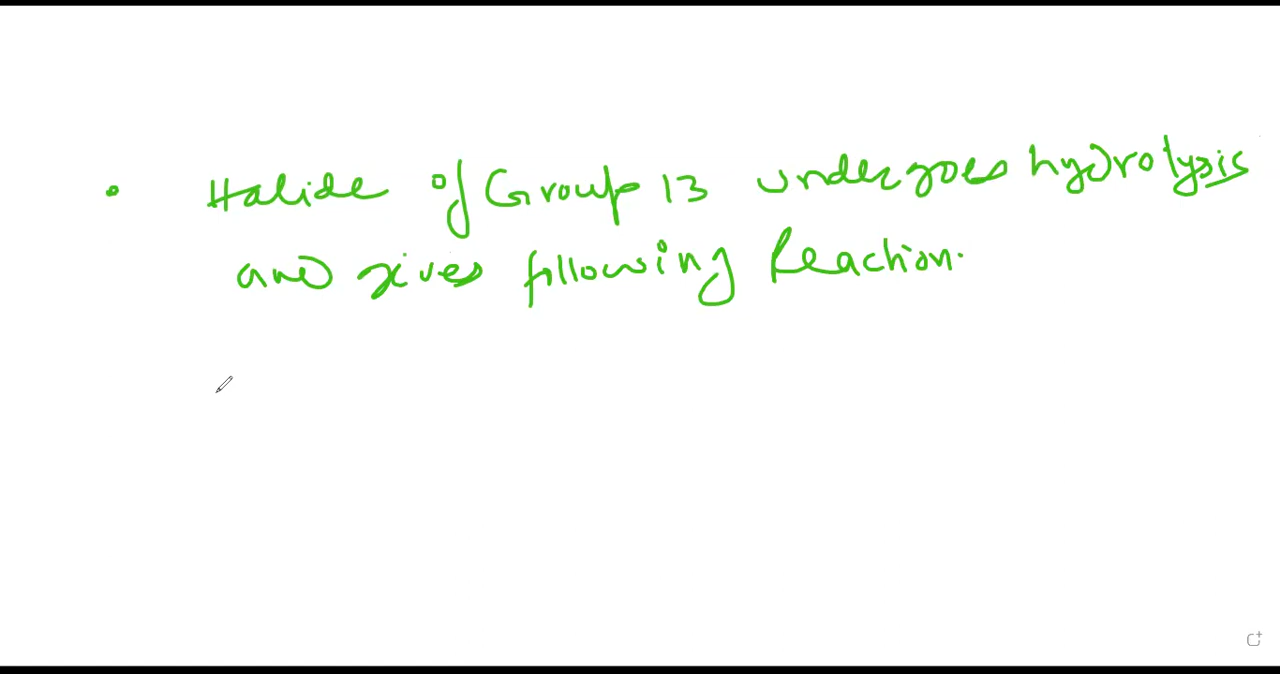 • Halide of Group 13 undergoes hydrolysis
and gives following Reaction.